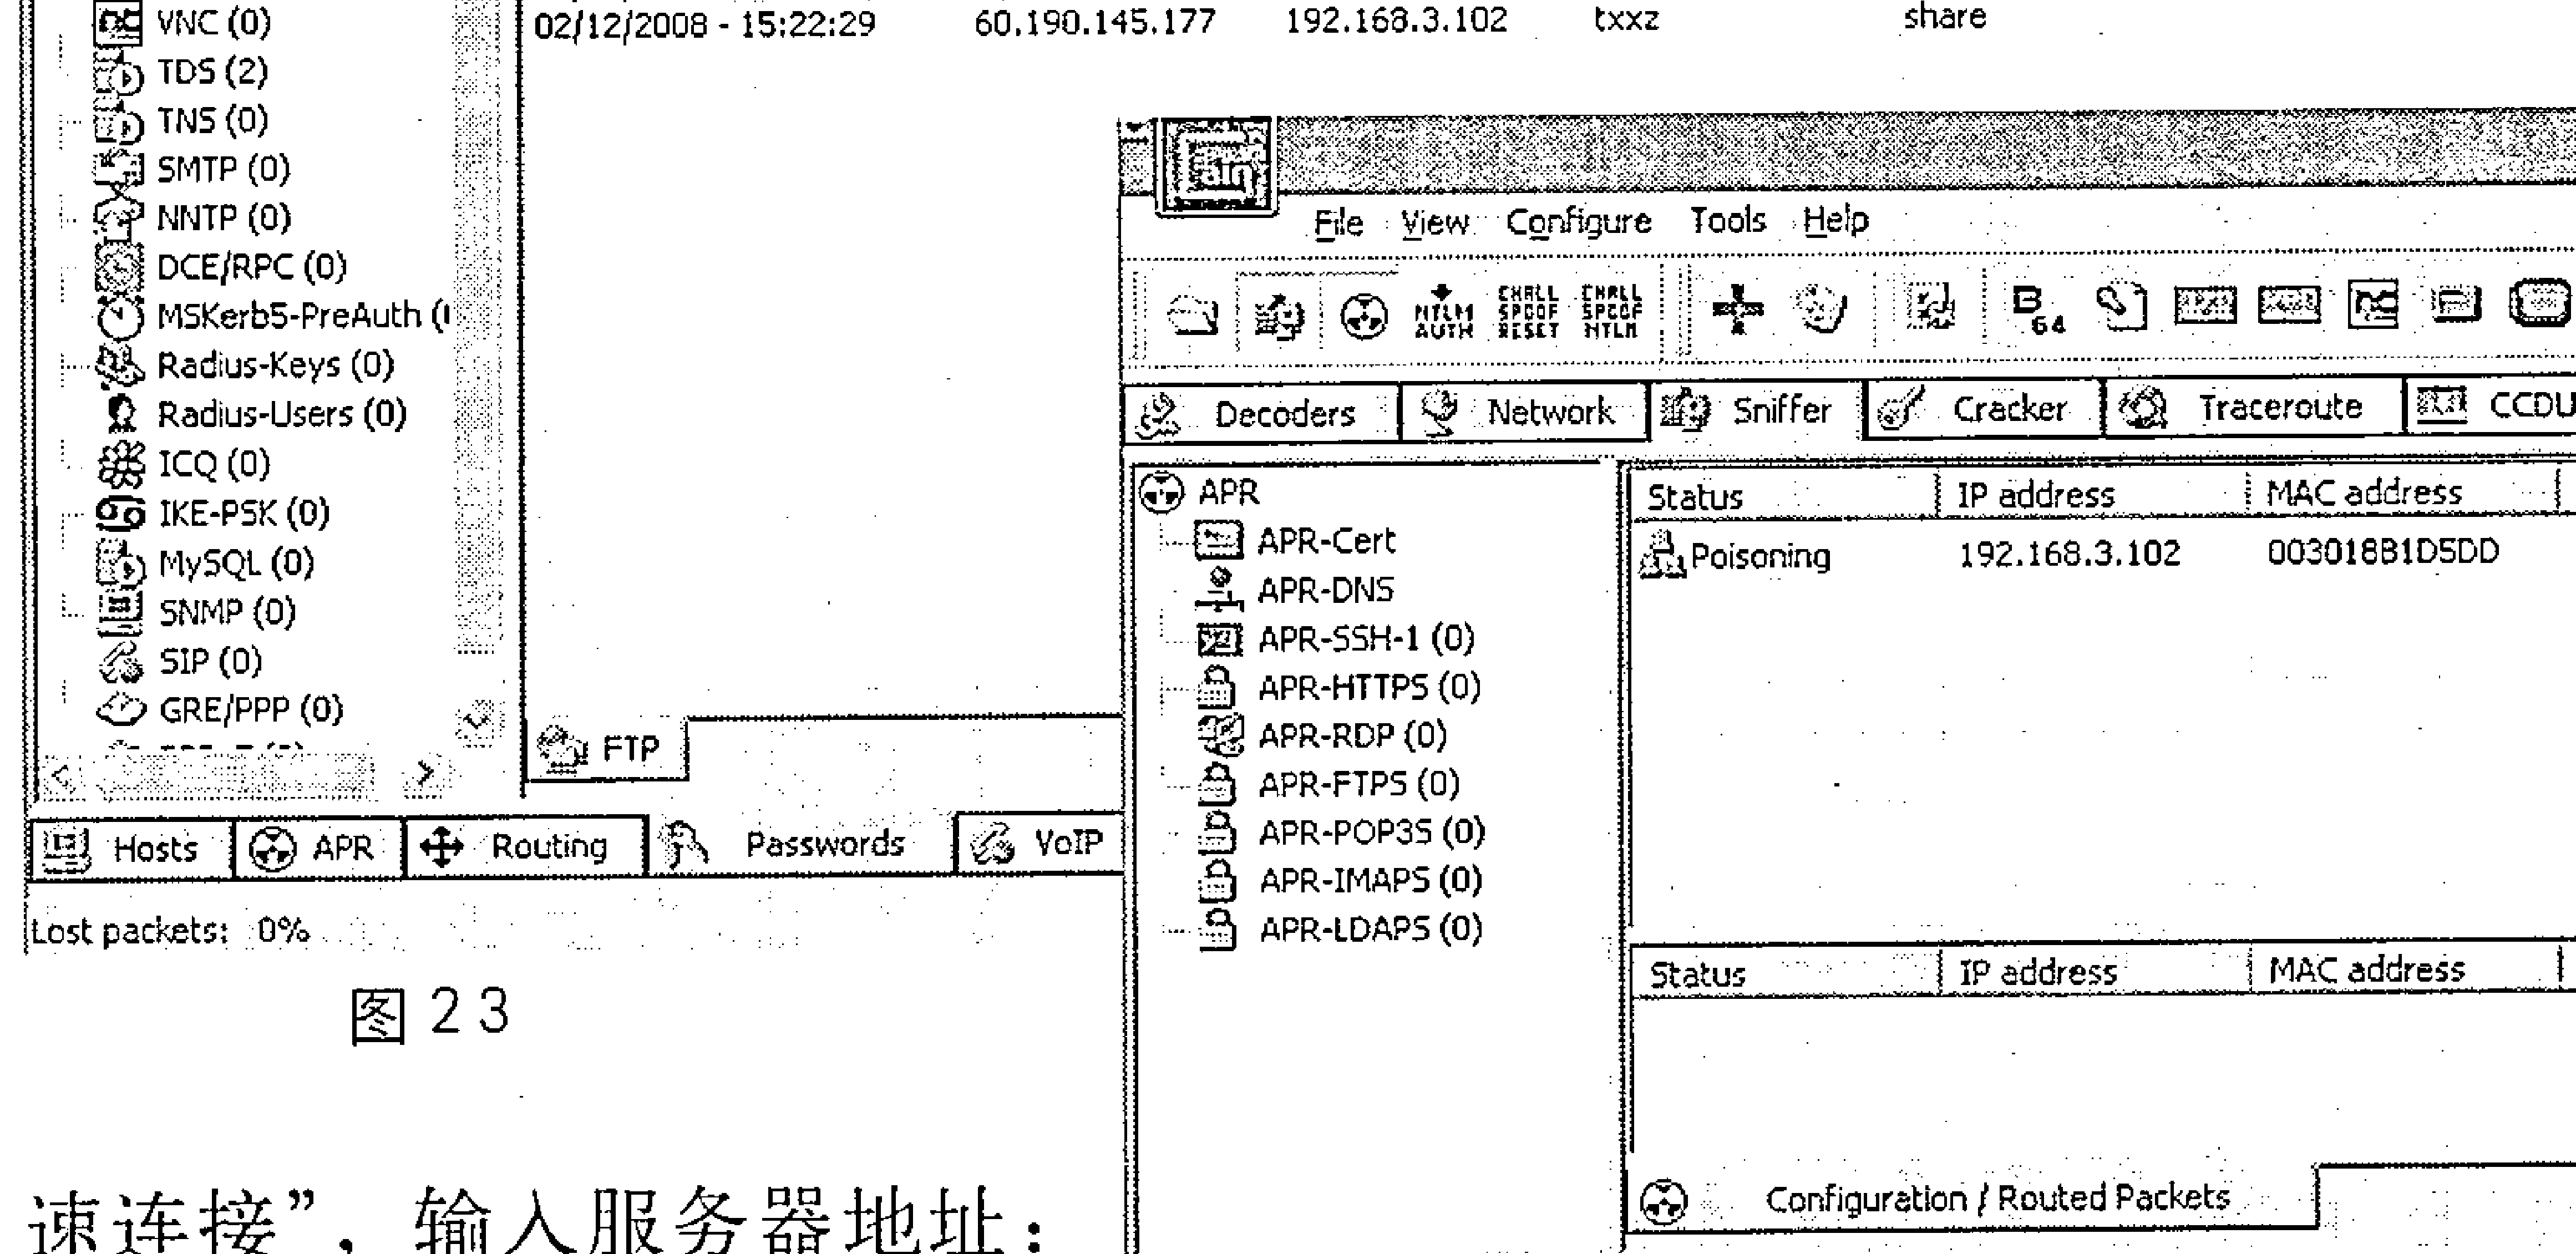 VNC (0)
02/12/2008 - 15:22:29 60.190.145.177 192.168.3.102 txxz share
TDS (2)
TNS (0)
SMTP (0)
NNTP (0)
DCE/RPC (0)
MSKerb5-PreAuth (
Radius-Keys (0)
Radius-Users (0)
ICQ (0)
IKE-PSK (0)
MySQL (0)
SNMP (0)
SIP (0)
GRE/PPP (0)
FTP
Hosts APR Routing Passwords VoIP
Lost packets: 0%
图 23
速连接”，输入服务器地址：
File View Configure Tools Help
NTLM AUTH CHALL SPOOF RESET CHALL SPOOF NTLM B 64
Decoders Network Sniffer Cracker Traceroute CCDU
APR
APR-Cert
APR-DNS
APR-SSH-1 (0)
APR-HTTPS (0)
APR-RDP (0)
APR-FTPS (0)
APR-POP3S (0)
APR-IMAPS (0)
APR-LDAPS (0)
Status IP address MAC address
Poisoning 192.168.3.102 003018B1D5DD
Status IP address MAC address
Configuration / Routed Packets